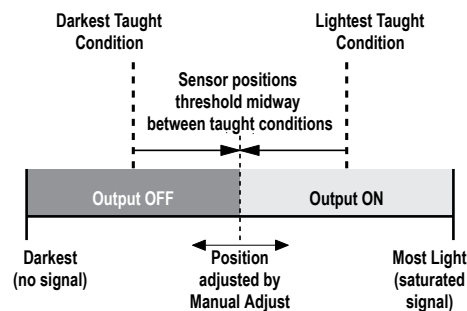 Darkest Taught
Condition
Lightest Taught
Condition
Sensor positions
threshold midway
between taught conditions
Output OFF
Output ON
Darkest
(no signal)
Position
adjusted by
Manual Adjust
Most Light
(saturated
signal)